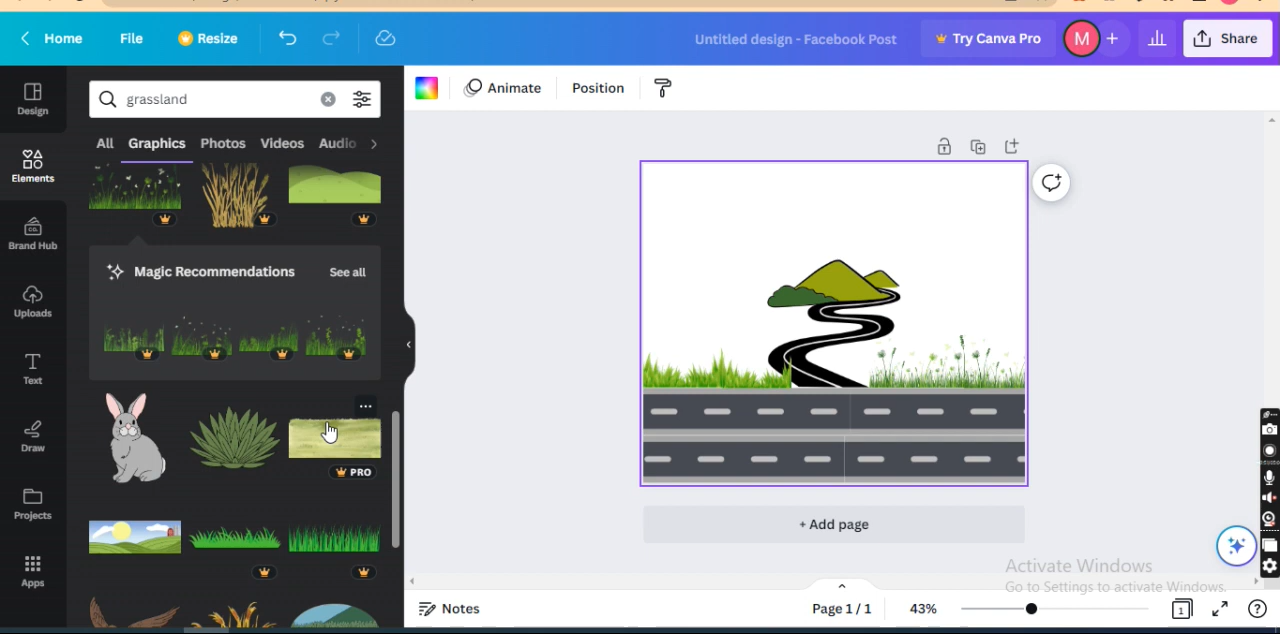 Home
File
Resize
Untitled design - Facebook Post
Try Canva Pro
M
Share
Design
Elements
Brand Hub
Uploads
Text
Draw
Projects
Apps
grassland
All
Graphics
Photos
Videos
Audio
Magic Recommendations
See all
PRO
Animate
Position
+ Add page
Activate Windows
Go to Settings to activate Windows.
Notes
Page 1 / 1
43%
1